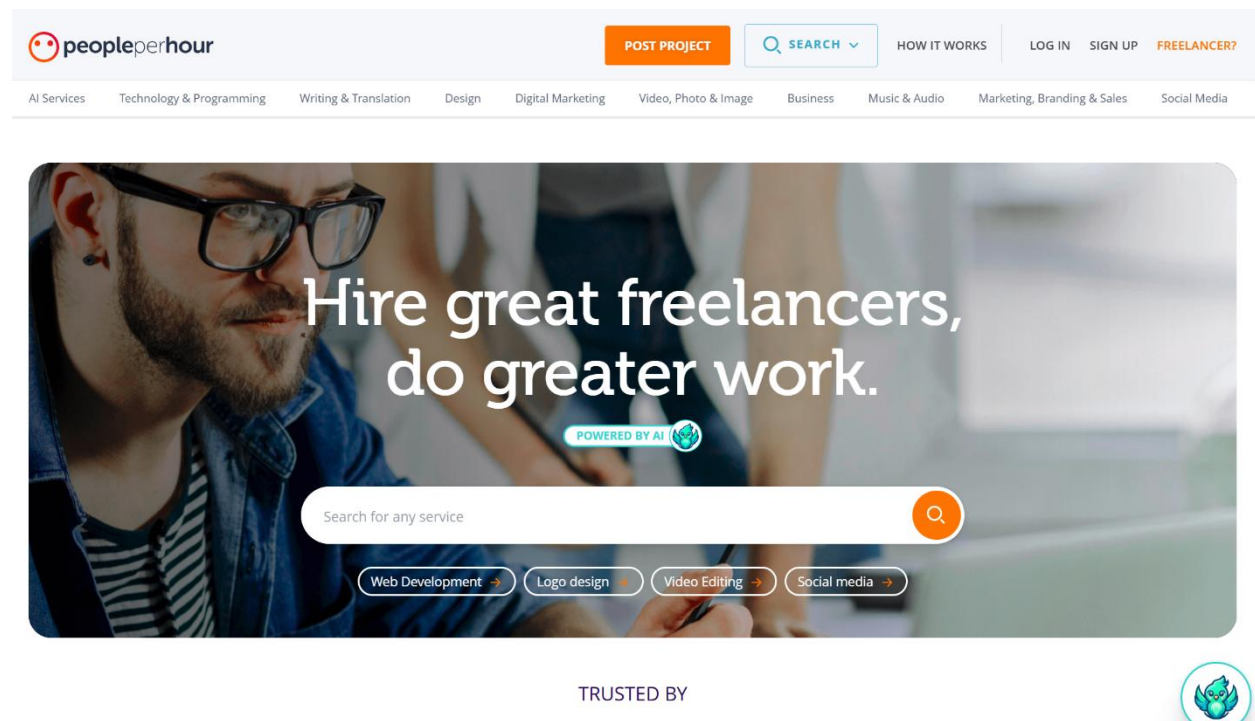 peopleperhour
POST PROJECT
SEARCH
HOW IT WORKS
LOG IN
SIGN UP
FREELANCER?
AI Services
Technology & Programming
Writing & Translation
Design
Digital Marketing
Video, Photo & Image
Business
Music & Audio
Marketing, Branding & Sales
Social Media
Hire great freelancers,
do greater work.
POWERED BY AI
Search for any service
Web Development →
Logo design →
Video Editing →
Social media →
TRUSTED BY